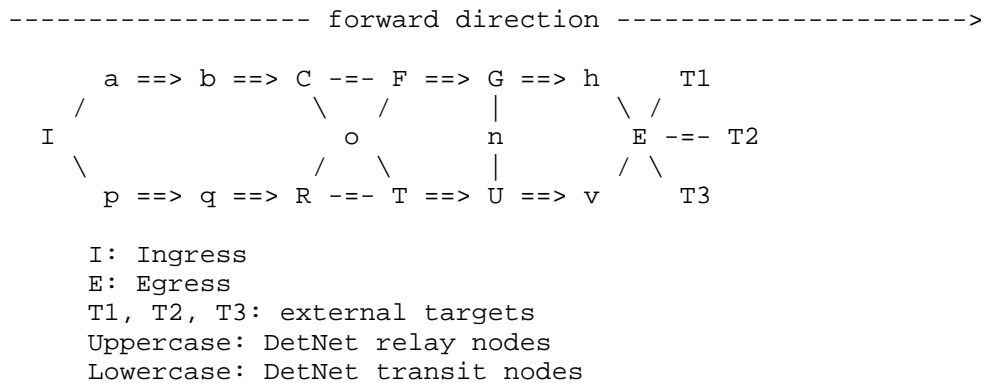 ------------------- forward direction ---------------------->
a ==> b ==> C -=- F ==> G ==> h     T1
/              \   /      |       \ /
I                o        n        E -=- T2
\              /   \      |       / \
p ==> q ==> R -=- T ==> U ==> v     T3
I: Ingress
E: Egress
T1, T2, T3: external targets
Uppercase: DetNet relay nodes
Lowercase: DetNet transit nodes